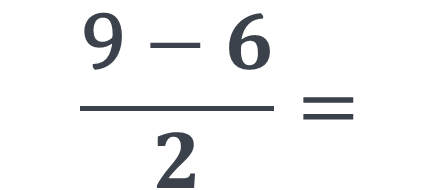 9 – 6
2 =